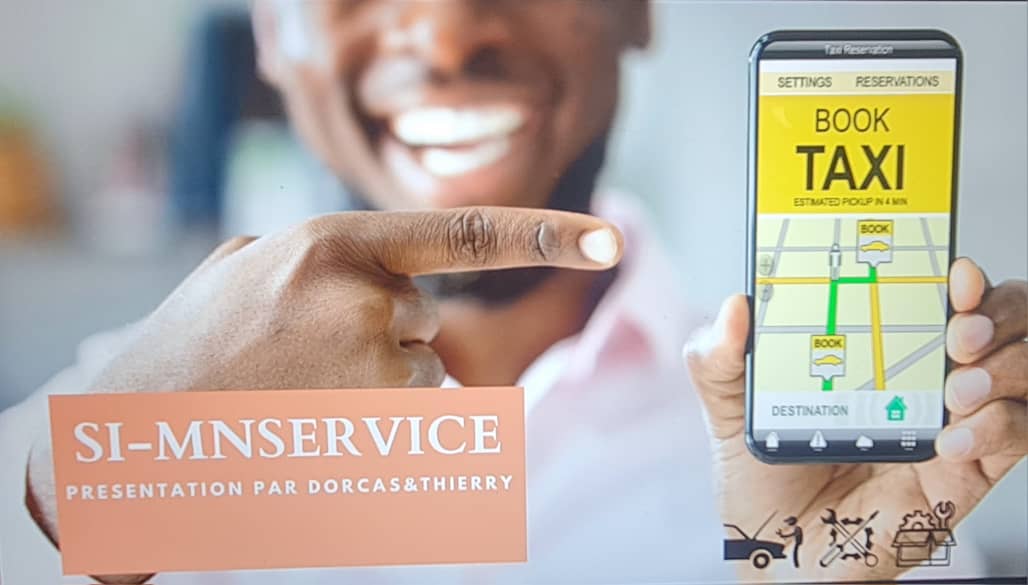 Taxi Reservation
SETTINGS RESERVATIONS
BOOK
TAXI
ESTIMATED PICKUP IN 4 MIN
BOOK
BOOK
DESTINATION
SI-MNSERVICE
PRESENTATION PAR DORCAS&THIERRY